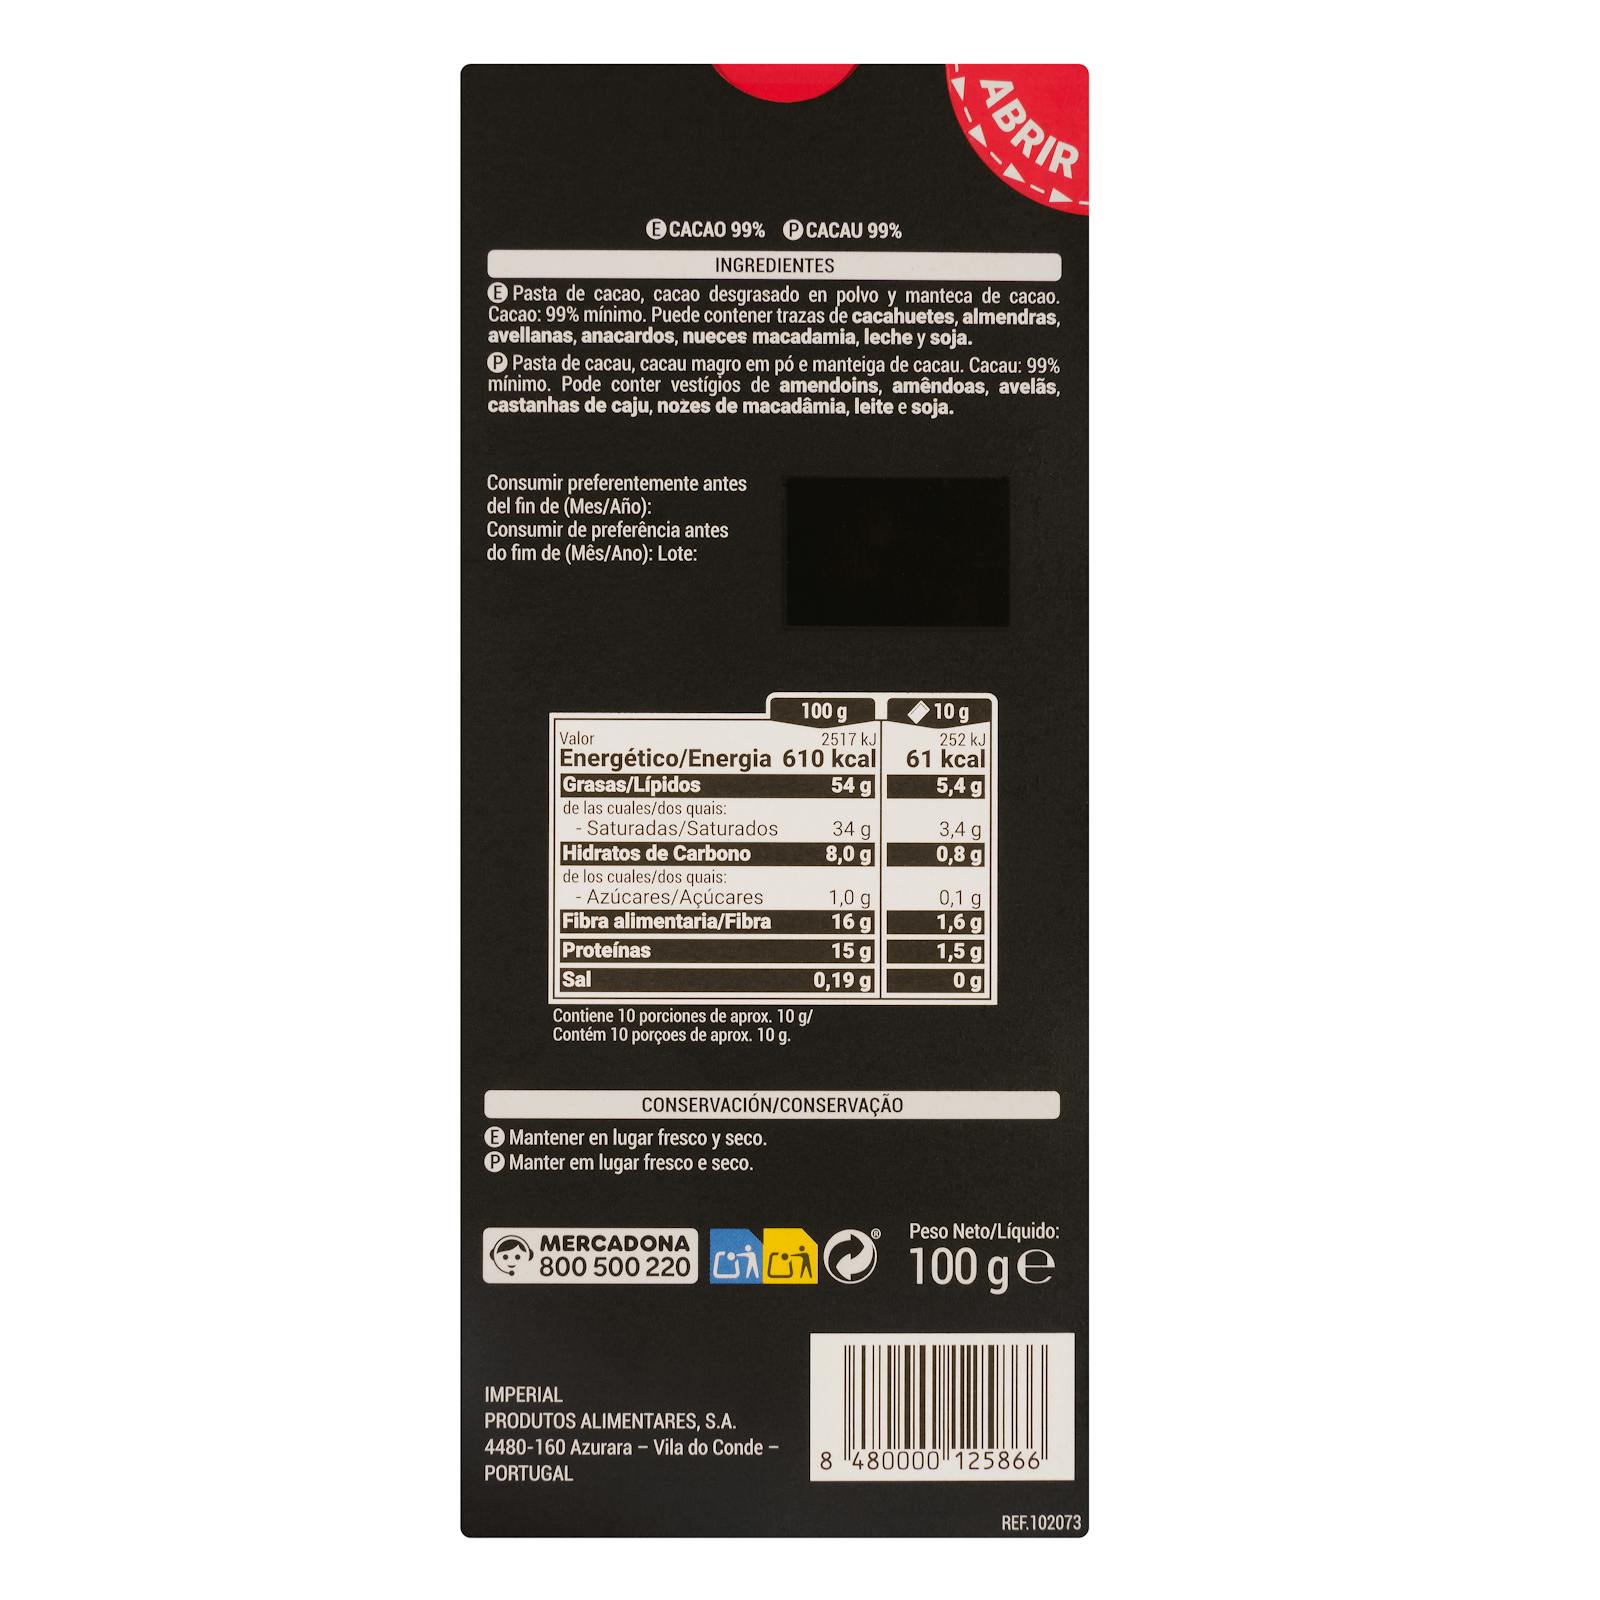 ABRIR
E CACAO 99% P CACAU 99%
INGREDIENTES
E Pasta de cacao, cacao desgrasado en polvo y manteca de cacao.
Cacao: 99% mínimo. Puede contener trazas de cacahuetes, almendras,
avellanas, anacardos, nueces macadamia, leche y soja.
P Pasta de cacau, cacau magro em pó e manteiga de cacau. Cacau: 99%
mínimo. Pode conter vestígios de amendoins, amêndoas, avelãs,
castanhas de caju, nozes de macadâmia, leite e soja.
Consumir preferentemente antes
del fin de (Mes/Año):
Consumir de preferência antes
do fim de (Mês/Ano): Lote:
100 g 10 g
Valor 2517 kJ 252 kJ
Energético/Energia 610 kcal 61 kcal
Grasas/Lípidos 54 g 5,4 g
de las cuales/dos quais:
- Saturadas/Saturados 34 g 3,4 g
Hidratos de Carbono 8,0 g 0,8 g
de los cuales/dos quais:
- Azúcares/Açúcares 1,0 g 0,1 g
Fibra alimentaria/Fibra 16 g 1,6 g
Proteínas 15 g 1,5 g
Sal 0,19 g 0 g
Contiene 10 porciones de aprox. 10 g/
Contém 10 porçoes de aprox. 10 g.
CONSERVACIÓN/CONSERVAÇÃO
E Mantener en lugar fresco y seco.
P Manter em lugar fresco e seco.
MERCADONA
800 500 220
®
Peso Neto/Líquido:
100 g ℮
IMPERIAL
PRODUTOS ALIMENTARES, S.A.
4480-160 Azurara – Vila do Conde –
PORTUGAL
8 480000 125866
REF.102073